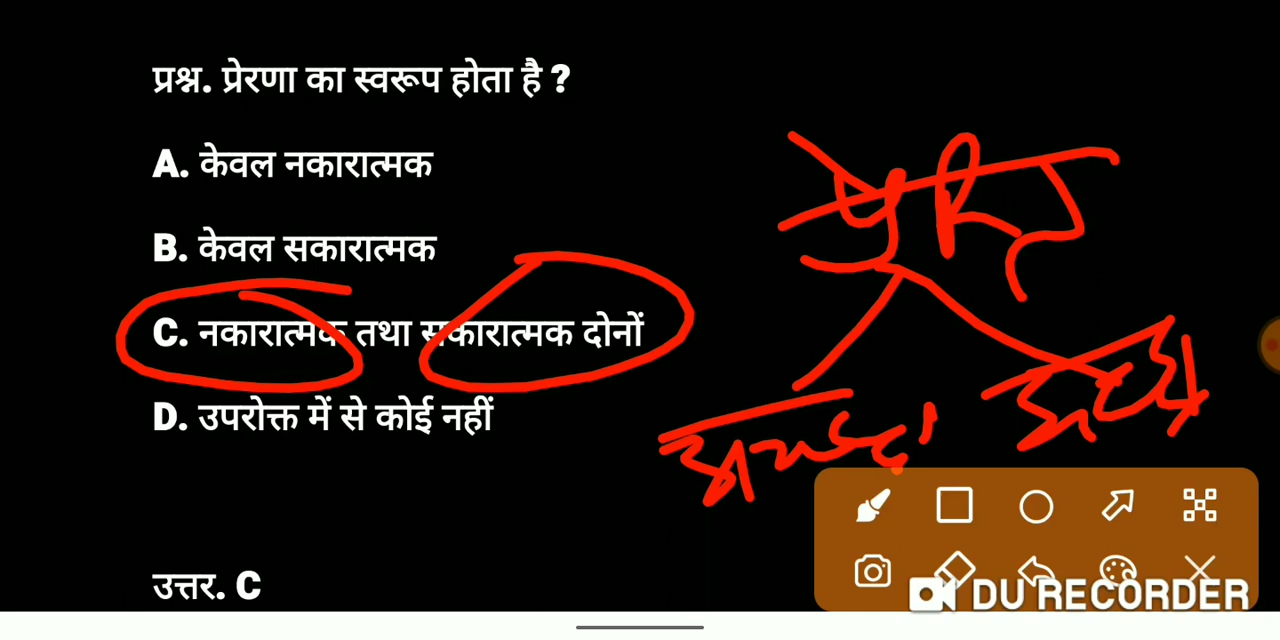 प्रश्न. प्रेरणा का स्वरूप होता है ?
A. केवल नकारात्मक
B. केवल सकारात्मक
C. नकारात्मक तथा सकारात्मक दोनों
D. उपरोक्त में से कोई नहीं
उत्तर. C
DU RECORDER